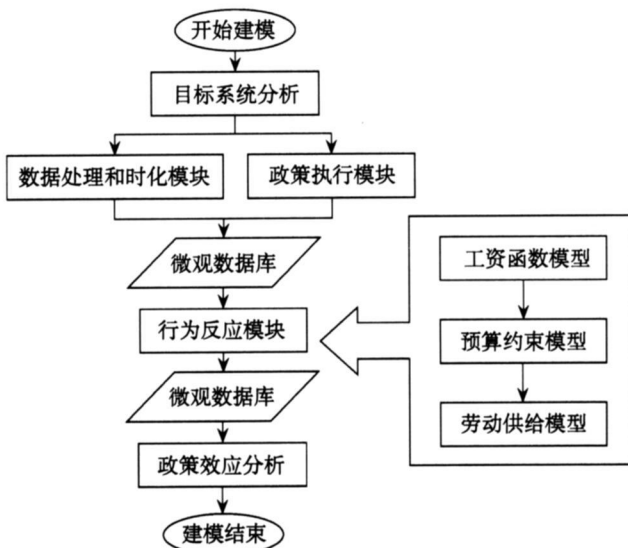 开始建模
目标系统分析
数据处理和时化模块
政策执行模块
微观数据库
工资函数模型
行为反应模块
预算约束模型
微观数据库
劳动供给模型
政策效应分析
建模结束